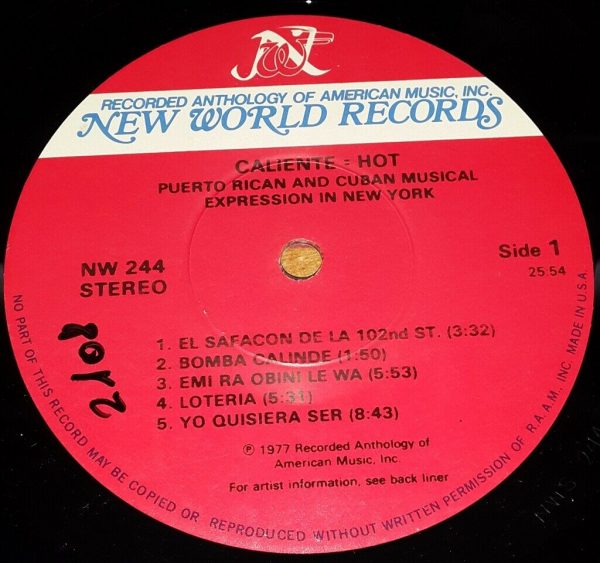 RECORDED ANTHOLOGY OF AMERICAN MUSIC, INC.
NEW WORLD RECORDS
CALIENTE = HOT
PUERTO RICAN AND CUBAN MUSICAL
EXPRESSION IN NEW YORK
NW 244
STEREO
Side 1
25:54
1. EL SAFACON DE LA 102nd ST. (3:32)
2. BOMBA CALINDE (1:50)
3. EMI RA OBINI LE WA (5:53)
4. LOTERIA (5:31)
5. YO QUISIERA SER (8:43)
℗ 1977 Recorded Anthology of
American Music, Inc.
For artist information, see back liner
2108
NO PART OF THIS RECORD MAY BE COPIED OR REPRODUCED WITHOUT WRITTEN PERMISSION OF R.A.A.M., INC. MADE IN U.S.A.